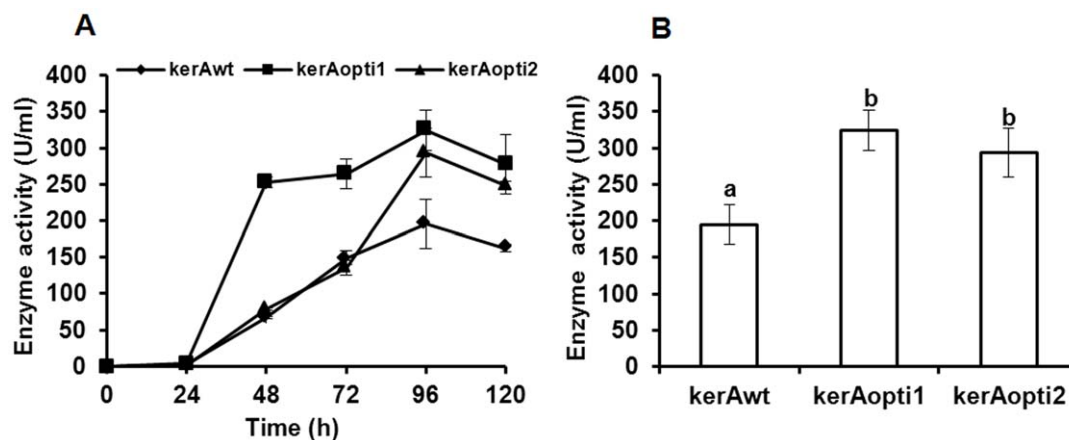 A
kerAwt kerAopti1 kerAopti2
Enzyme activity (U/ml)
400
350
300
250
200
150
100
50
0
0 24 48 72 96 120
Time (h)
B
Enzyme activity (U/ml)
400
350
300
250
200
150
100
50
0
a
b
b
kerAwt kerAopti1 kerAopti2